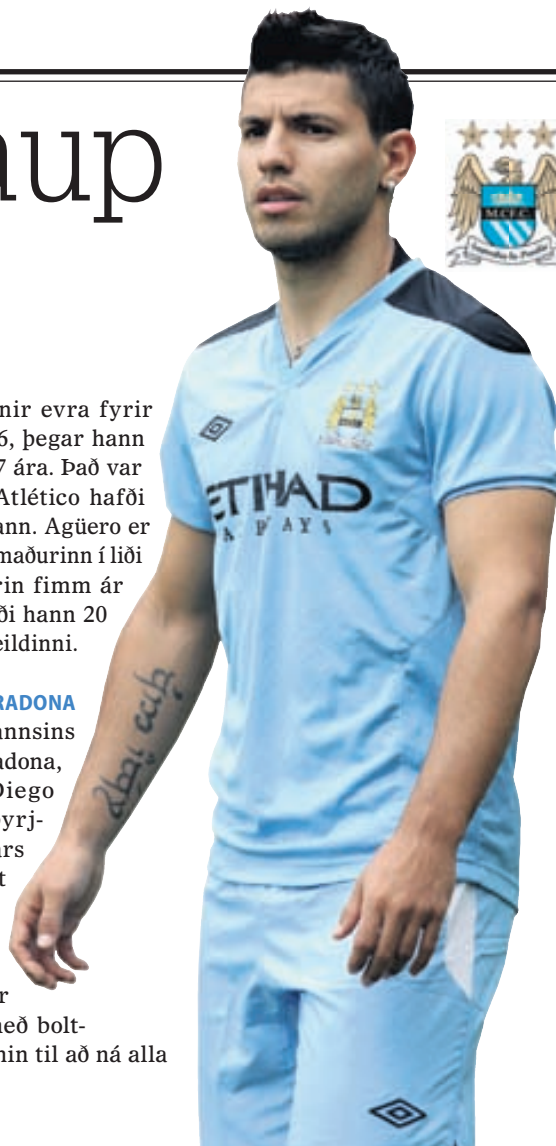 aup
M.C.F.C.
nir evra fyrir
6, þegar hann
7 ára. Það var
Atlético hafði
ann. Agüero er
maðurinn í liði
rin fimm ár
ði hann 20
eildinni.
ETIHAD
RADONA
annsins
adona,
Diego
yrj-
ars
t
r
með bolt-
nin til að ná alla